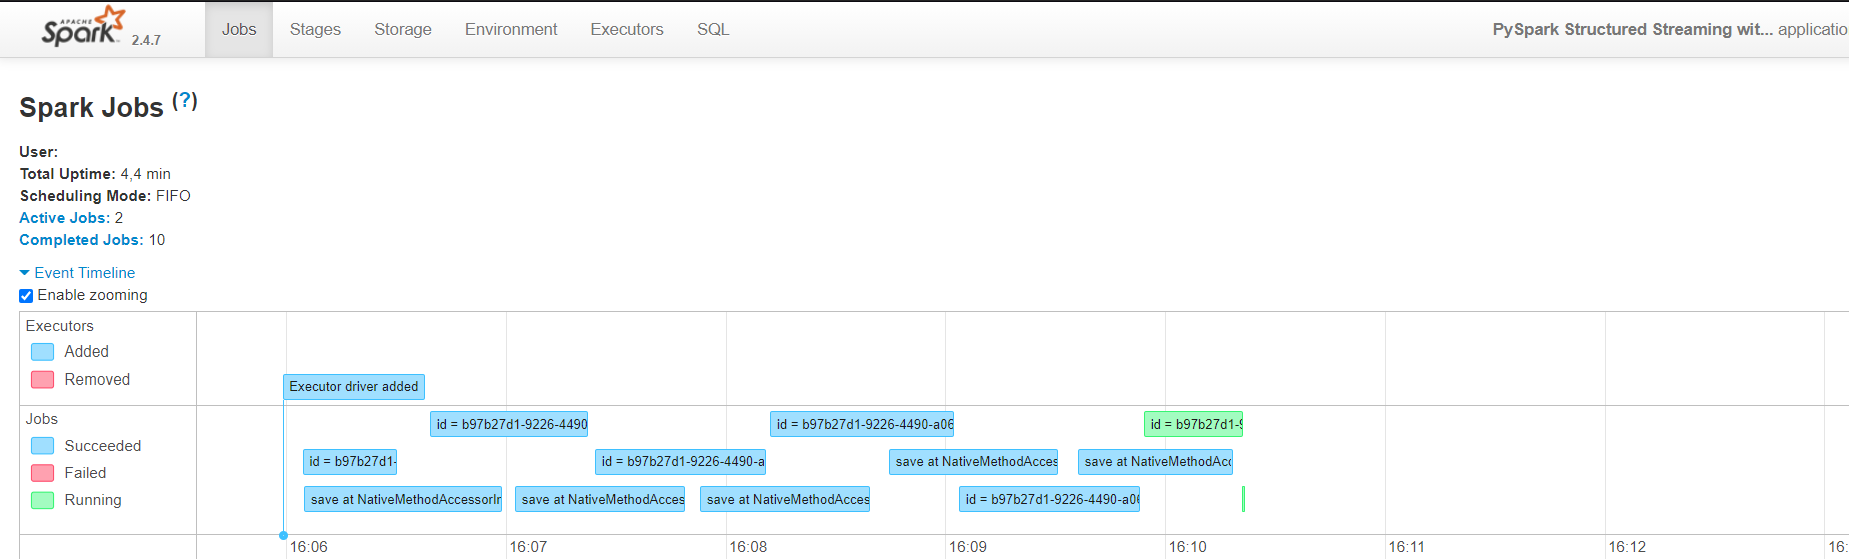 APACHE
Spark 2.4.7 Jobs Stages Storage Environment Executors SQL PySpark Structured Streaming wit... applicatio
Spark Jobs (?)
User:
Total Uptime: 4,4 min
Scheduling Mode: FIFO
Active Jobs: 2
Completed Jobs: 10
Event Timeline
Enable zooming
Executors
Added
Removed
Executor driver added
Jobs
Succeeded
Failed
Running
id = b97b27d1-9226-4490 id = b97b27d1-9226-4490-a06 id = b97b27d1-9
id = b97b27d1- id = b97b27d1-9226-4490-a save at NativeMethodAcces save at NativeMethodAcc
save at NativeMethodAccessorIn save at NativeMethodAcces save at NativeMethodAcces id = b97b27d1-9226-4490-a06
16:06 16:07 16:08 16:09 16:10 16:11 16:12 16: